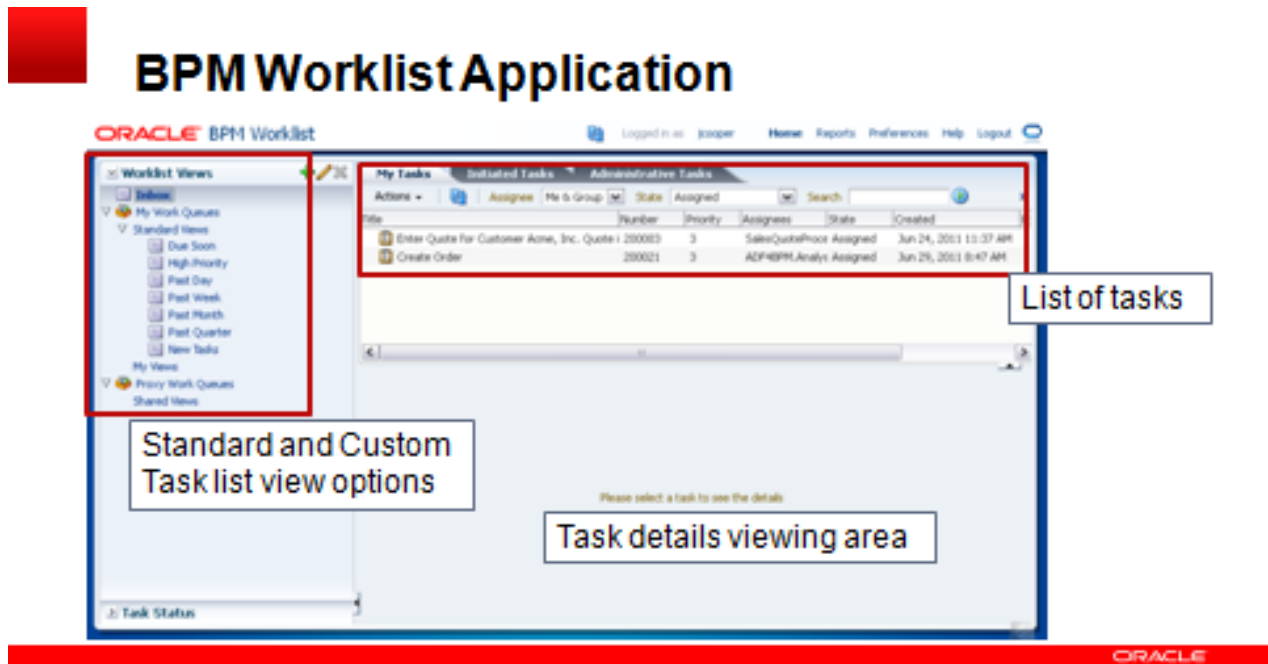 BPM Worklist Application
ORACLE BPM Worklist
Logged in as jcooper Home Reports Preferences Help Logout
Worklist Views
Inbox
My Work Queues
Standard Views
Due Soon
High Priority
Past Day
Past Week
Past Month
Past Quarter
New Tasks
My Views
Proxy Work Queues
Shared Views
Task Status
My Tasks Initiated Tasks Administrative Tasks
Actions Assignee Me & Group State Assigned Search
Title Number Priority Assignees State Created
Enter Quote for Customer Acme, Inc. Quote i 200003 3 SalesQuoteProce Assigned Jun 24, 2011 11:37 AM
Create Order 200021 3 ADF4BPM.Analys Assigned Jun 29, 2011 8:47 AM
List of tasks
Standard and Custom
Task list view options
Please select a task to see the details
Task details viewing area
ORACLE